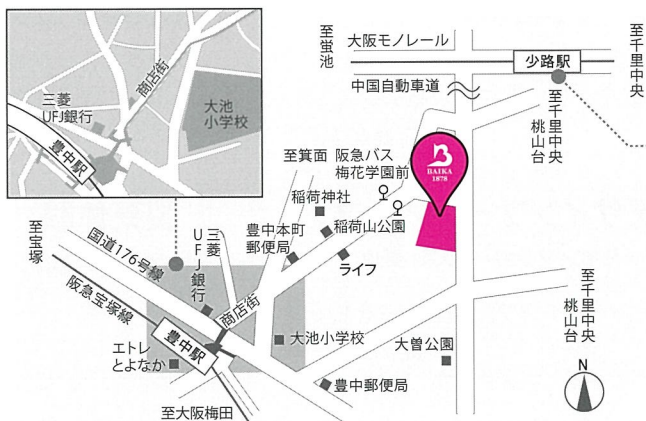 三菱
UFJ銀行
商店街
大池
小学校
豊中駅
至蛍池
大阪モノレール
少路駅
至千里中央
中国自動車道
至千里中央
桃山台
至箕面
阪急バス
梅花学園前
BAIKA
1878
稲荷神社
稲荷山公園
豊中本町
郵便局
ライフ
至宝塚
国道176号線
三菱
UFJ銀行
商店街
阪急宝塚線
豊中駅
エトレ
とよなか
大池小学校
大曽公園
豊中郵便局
至大阪梅田
至千里中央
桃山台
N